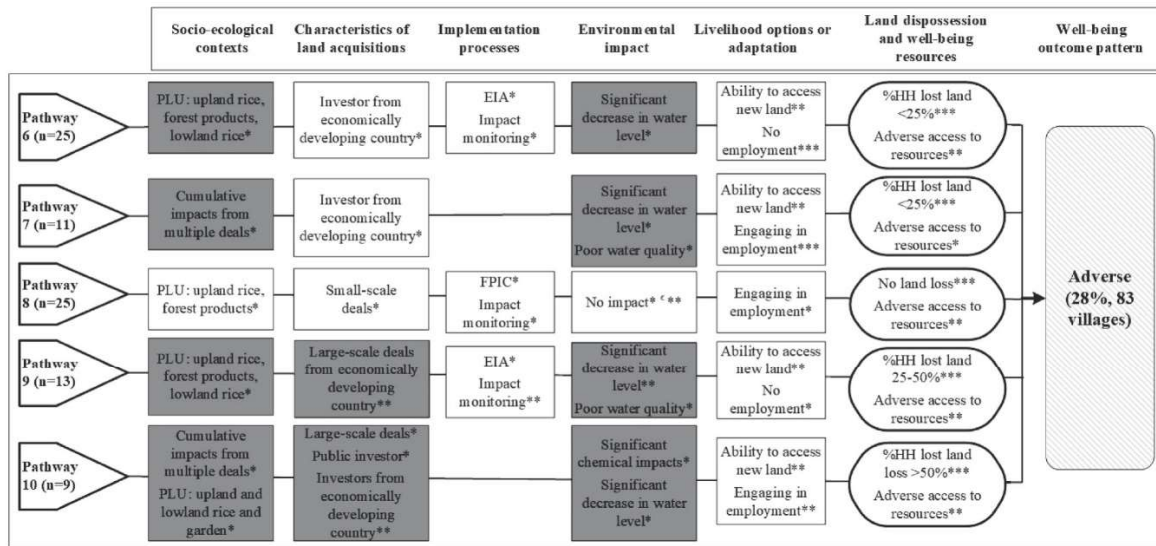 Socio-ecological
contexts
Characteristics of
land acquisitions
Implementation
processes
Environmental
impact
Livelihood options or
adaptation
Land dispossession
and well-being
resources
Well-being
outcome pattern
Pathway
6 (n=25)
PLU: upland rice,
forest products,
lowland rice*
Investor from
economically
developing country*
EIA*
Impact
monitoring*
Significant
decrease in water
level*
Ability to access
new land**
No
employment***
%HH lost land
<25%***
Adverse access to
resources**
Pathway
7 (n=11)
Cumulative
impacts from
multiple deals*
Investor from
economically
developing country*
Significant
decrease in water
level*
Poor water quality*
Ability to access
new land**
Engaging in
employment***
%HH lost land
<25%***
Adverse access to
resources*
Pathway
8 (n=25)
PLU: upland rice,
forest products*
Small-scale
deals*
FPIC*
Impact
monitoring*
No impact* **
Engaging in
employment*
No land loss***
Adverse access to
resources**
Pathway
9 (n=13)
PLU: upland rice,
forest products,
lowland rice*
Large-scale deals
from economically
developing
country**
EIA*
Impact
monitoring**
Significant
decrease in water
level**
Poor water quality*
Ability to access
new land**
No
employment*
%HH lost land
25-50%***
Adverse access to
resources**
Pathway
10 (n=9)
Cumulative
impacts from
multiple deals*
PLU: upland and
lowland rice and
garden*
Large-scale deals*
Public investor*
Investors from
economically
developing
country**
Significant
chemical impacts*
Significant
decrease in water
level*
Ability to access
new land**
Engaging in
employment**
%HH lost land
loss >50%***
Adverse access to
resources**
Adverse
(28%, 83
villages)